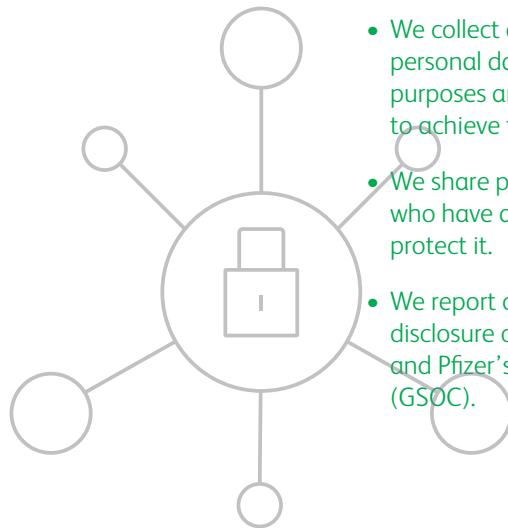 • We collect
personal
purposes
to achieve
• We share
who have
protect it.
• We report
disclosure
and Pfizer’s
(GSOC).